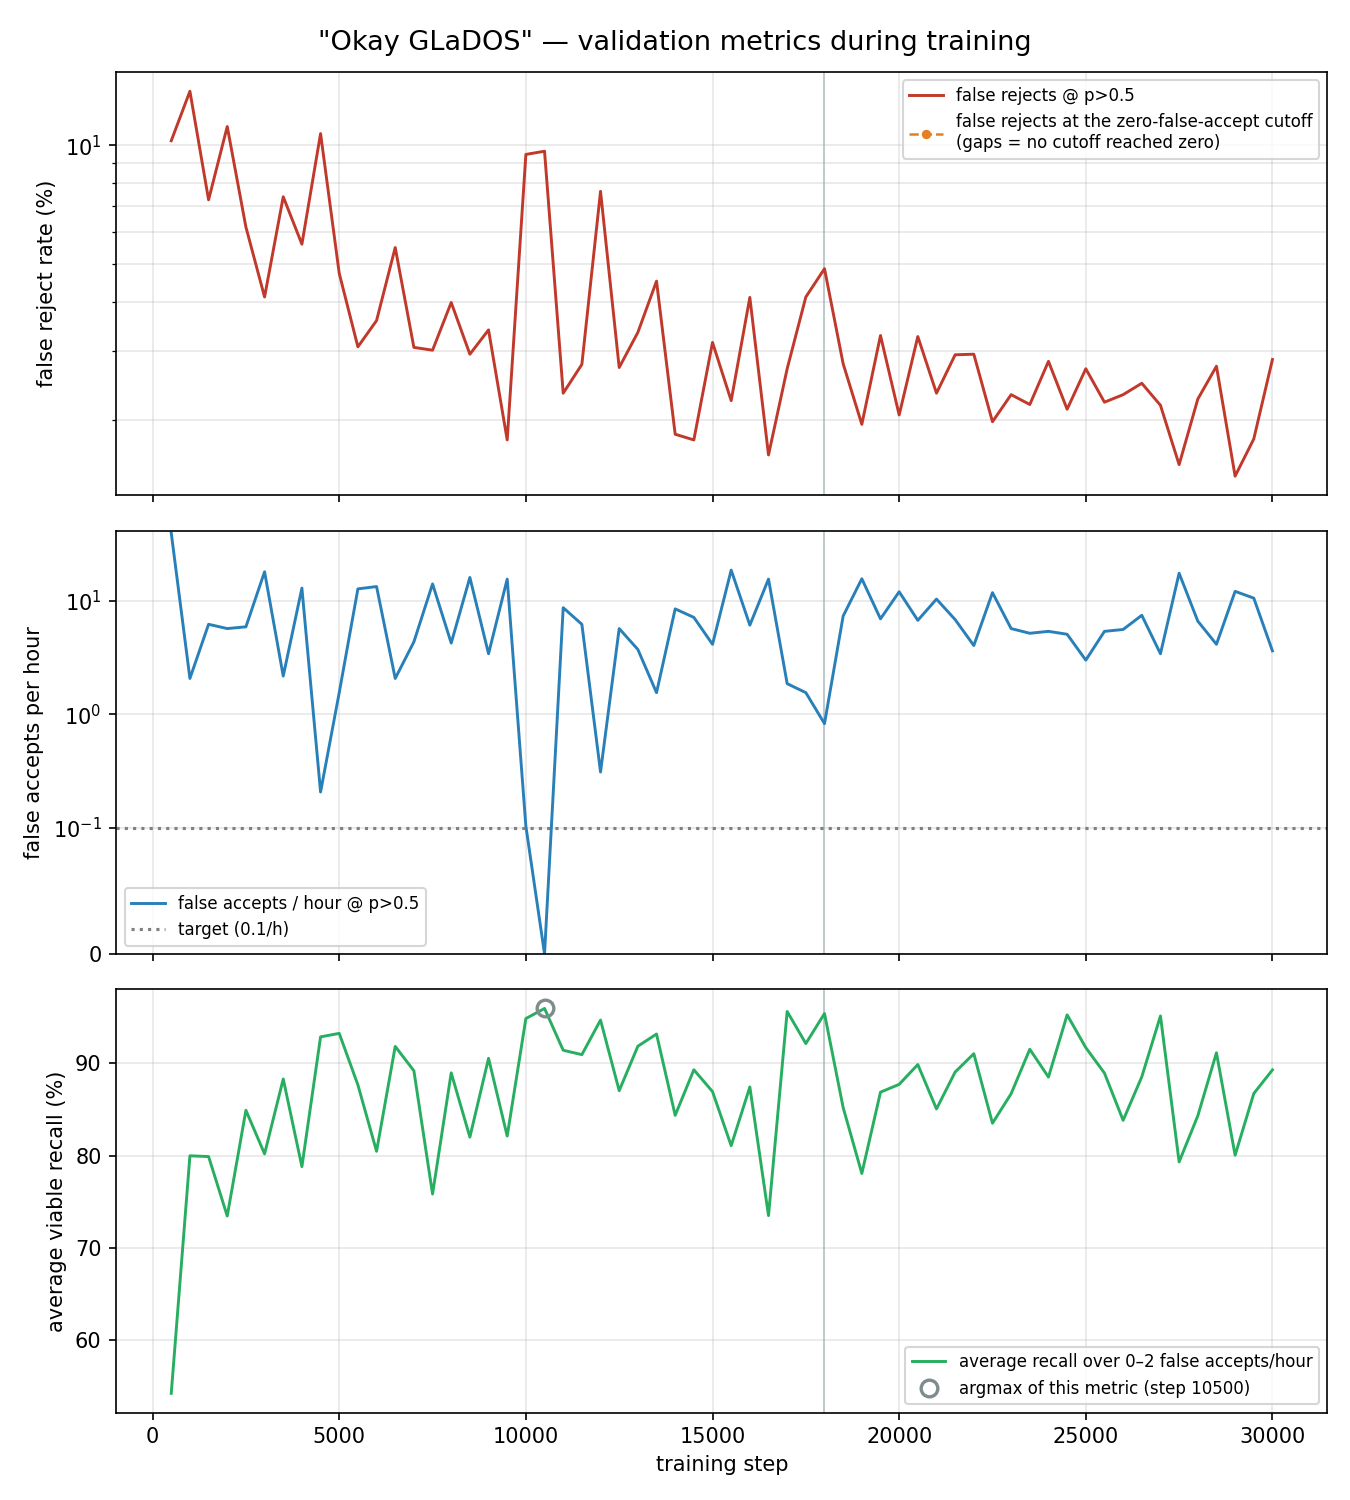 "Okay GLaDOS" — validation metrics during training
false reject rate (%)
10¹
false rejects @ p>0.5
false rejects at the zero-false-accept cutoff
(gaps = no cutoff reached zero)
false accepts per hour
10¹
10⁰
10⁻¹
0
false accepts / hour @ p>0.5
target (0.1/h)
average viable recall (%)
90
80
70
60
average recall over 0–2 false accepts/hour
argmax of this metric (step 10500)
0 5000 10000 15000 20000 25000 30000
training step